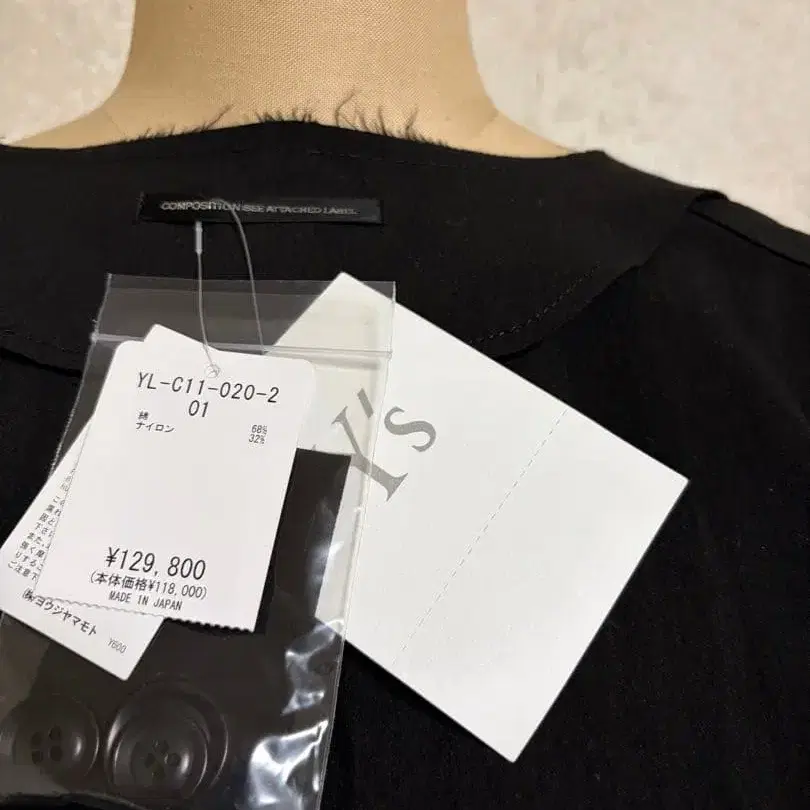 COMPOSITION:SEE ATTACHED LABEL
YL-C11-020-2
01
綿 68%
ナイロン 32%
¥129,800
(本体価格¥118,000)
MADE IN JAPAN
Y's
㈱ヨウジヤマモト
Y600